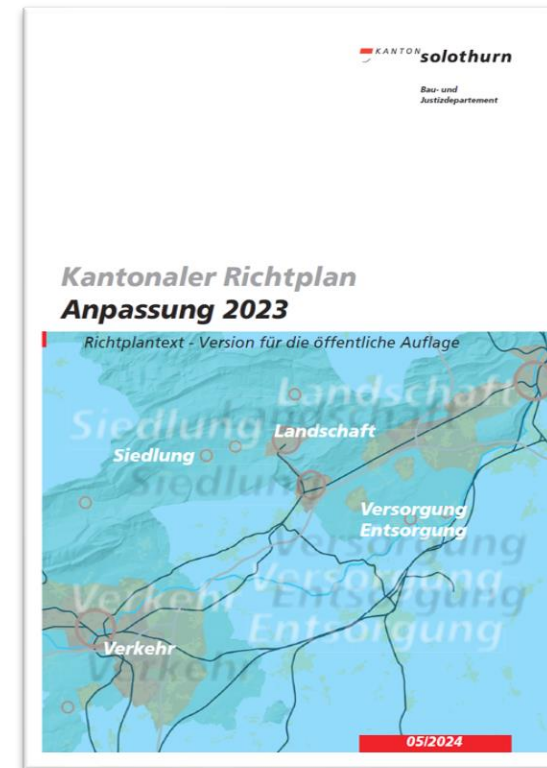 KANTON solothurn
Bau- und
Justizdepartement
Kantonaler Richtplan
Anpassung 2023
Richtplantext - Version für die öffentliche Auflage
Landschaft
Siedlung
Landschaft
Landschaft
Siedlung
Siedlung
Versorgung
Entsorgung
Versorgung
Verkehr
Versorgung
Entsorgung
Entsorgung
Verkehr
Verkehr
05/2024